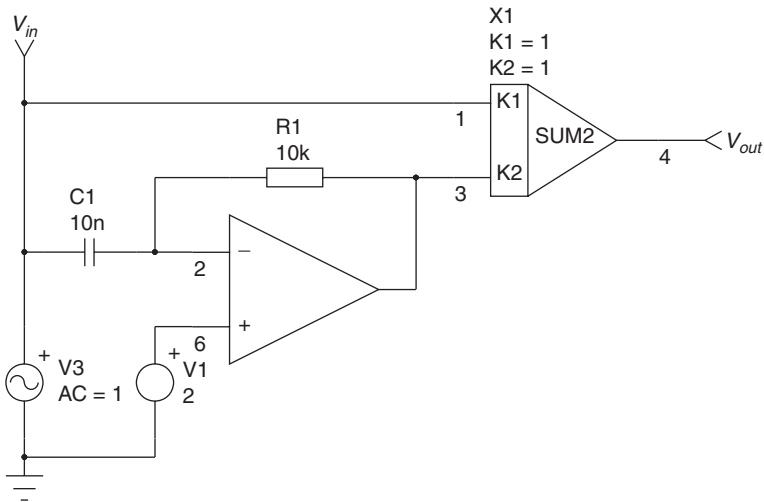 V_in
X1
K1 = 1
K2 = 1
K1
1
SUM2
R1
10k
4
V_out
K2
3
C1
10n
−
2
+
6
+
V3
AC = 1
+
V1
2